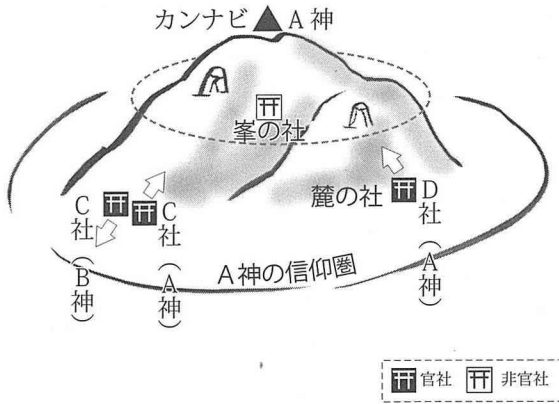 カンナビ▲A神
峯の社
麓の社
D社（A神）
C社（A神）
C社（B神）
A神の信仰圏
官社 非官社